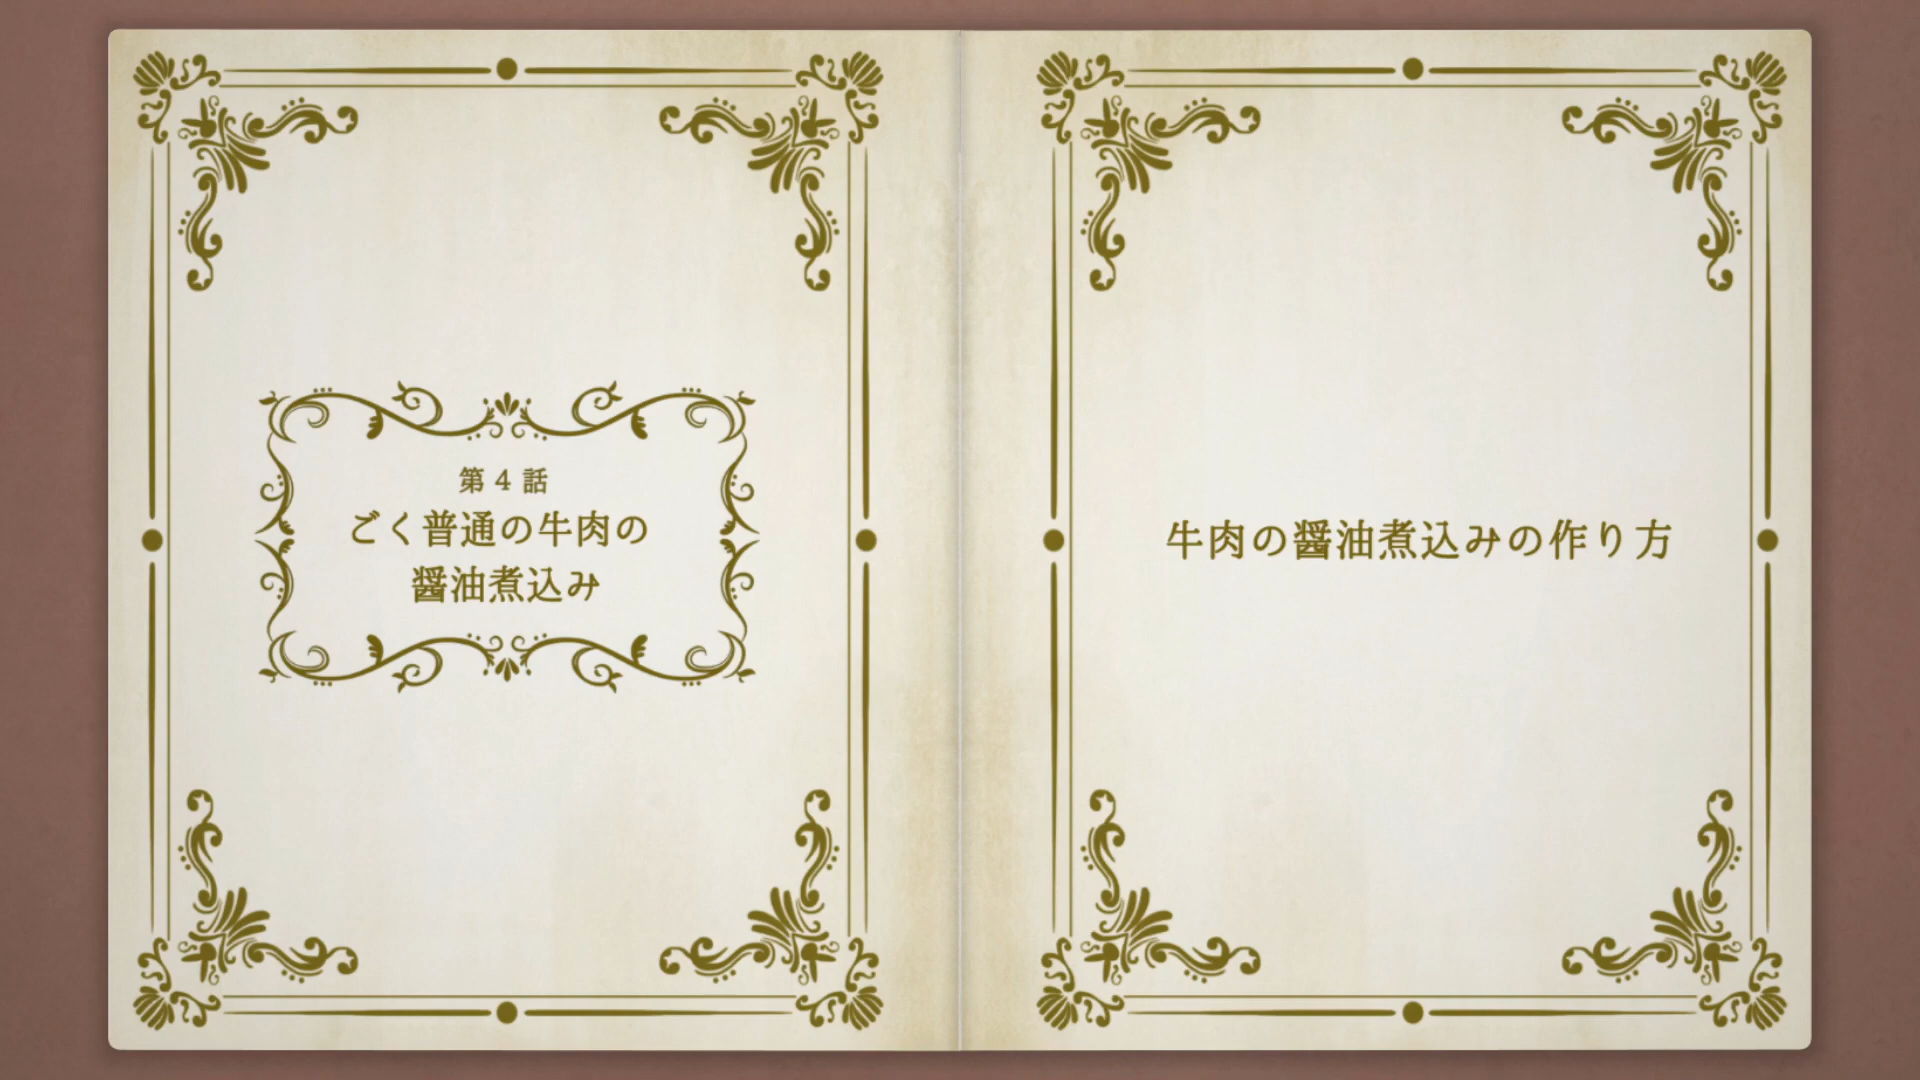 第4話
ごく普通の牛肉の
醤油煮込み
牛肉の醤油煮込みの作り方